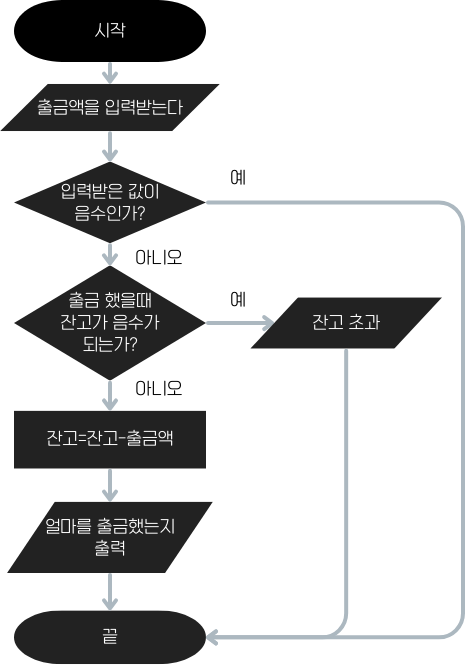 시작
출금액을 입력받는다
입력받은 값이
음수인가?
예
아니오
출금 했을때
잔고가 음수가
되는가?
예
잔고 초과
아니오
잔고=잔고-출금액
얼마를 출금했는지
출력
끝